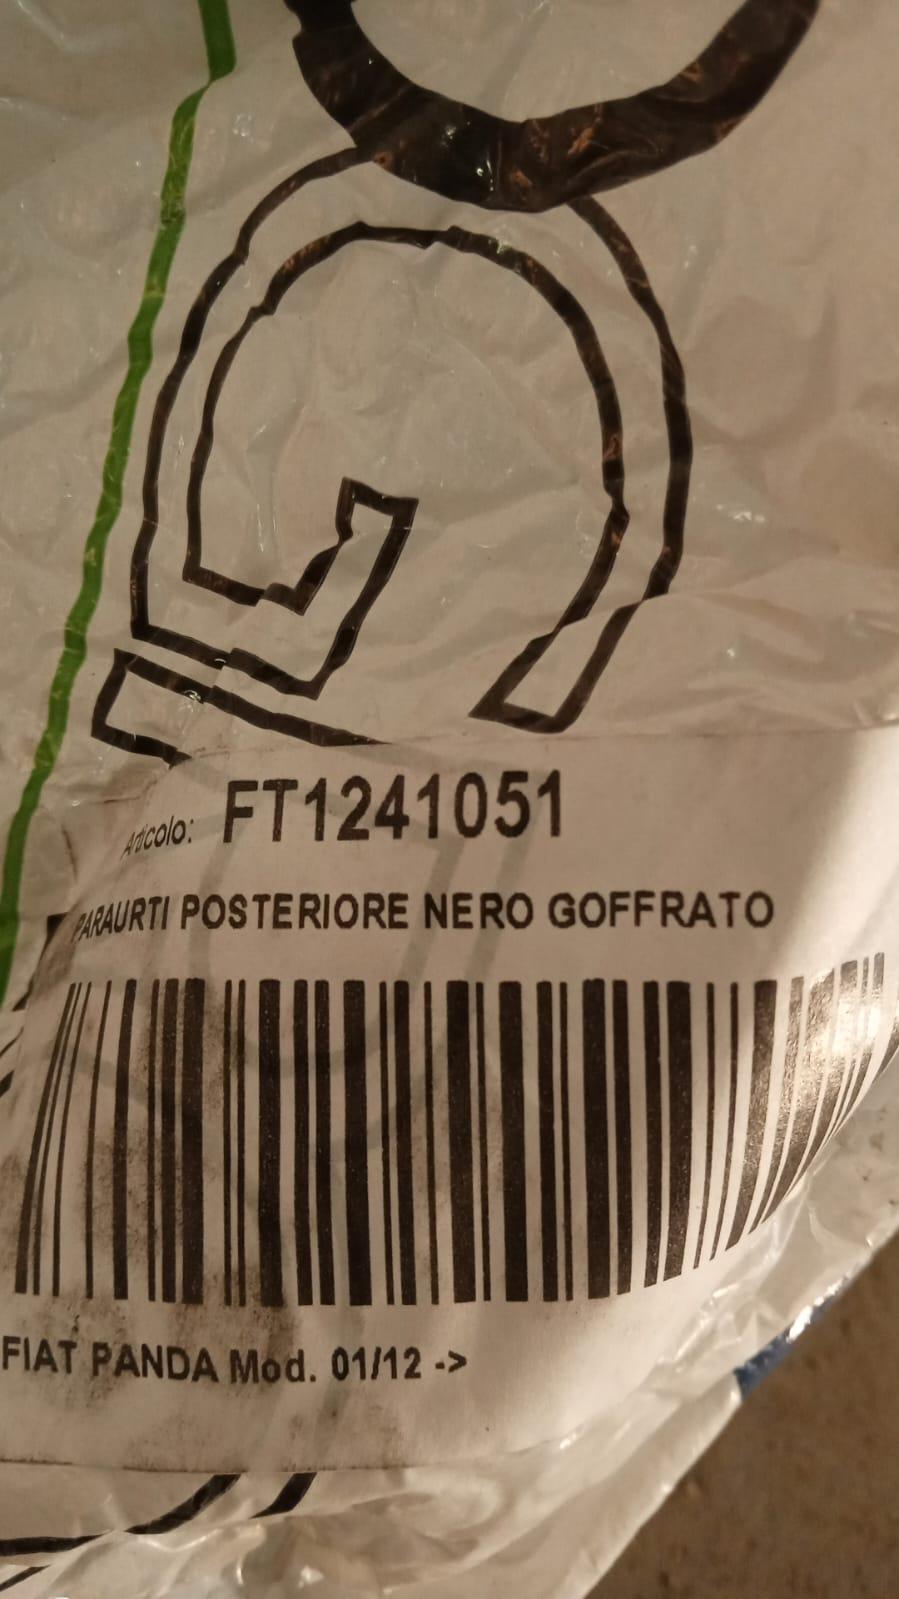 Articolo: FT1241051
PARAURTI POSTERIORE NERO GOFFRATO
FIAT PANDA Mod. 01/12 ->